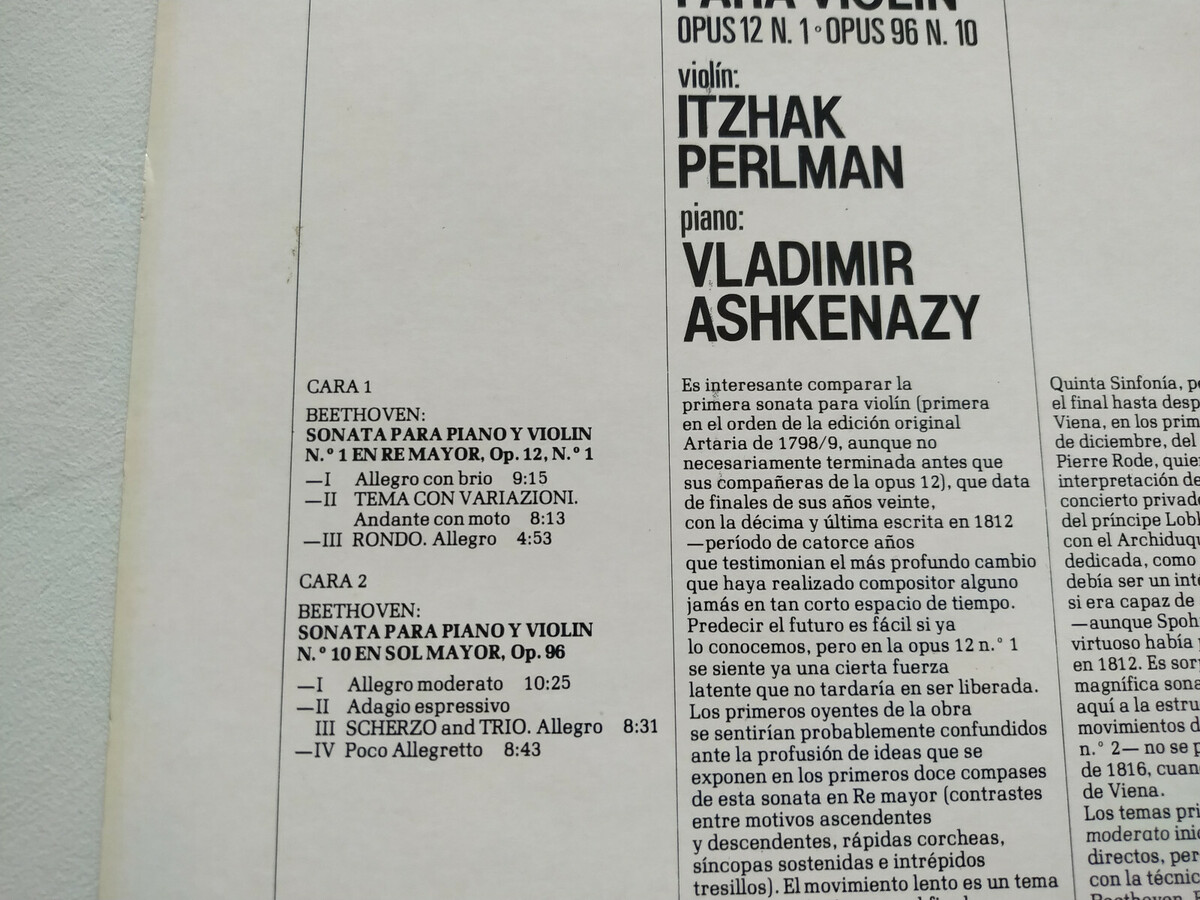 PARA VIOLIN
OPUS 12 N. 1 ° OPUS 96 N. 10
violín:
ITZHAK
PERLMAN
piano:
VLADIMIR
ASHKENAZY
CARA 1
BEETHOVEN:
SONATA PARA PIANO Y VIOLIN
N.º 1 EN RE MAYOR, Op. 12, N.º 1
—I Allegro con brio 9:15
—II TEMA CON VARIAZIONI.
Andante con moto 8:13
—III RONDO. Allegro 4:53
CARA 2
BEETHOVEN:
SONATA PARA PIANO Y VIOLIN
N.º 10 EN SOL MAYOR, Op. 96
—I Allegro moderato 10:25
—II Adagio espressivo
III SCHERZO and TRIO. Allegro 8:31
—IV Poco Allegretto 8:43
Es interesante comparar la
primera sonata para violín (primera
en el orden de la edición original
Artaria de 1798/9, aunque no
necesariamente terminada antes que
sus compañeras de la opus 12), que data
de finales de sus años veinte,
con la décima y última escrita en 1812
—período de catorce años
que testimonian el más profundo cambio
que haya realizado compositor alguno
jamás en tan corto espacio de tiempo.
Predecir el futuro es fácil si ya
lo conocemos, pero en la opus 12 n.° 1
se siente ya una cierta fuerza
latente que no tardaría en ser liberada.
Los primeros oyentes de la obra
se sentirían probablemente confundidos
ante la profusión de ideas que se
exponen en los primeros doce compases
de esta sonata en Re mayor (contrastes
entre motivos ascendentes
y descendentes, rápidas corcheas,
síncopas sostenidas e intrépidos
tresillos). El movimiento lento es un tema
Quinta Sinfonía,
el final hasta
Viena, en los
de diciembre, del
Pierre Rode,
interpretación de
concierto
del príncipe
con el
dedicada, como
debía ser un
si era capaz de
—aunque
virtuoso había
en 1812. Es
magnífica
aquí a la
movimientos
n.° 2— no se
de 1816,
de Viena.
Los temas
moderato
directos,
con la